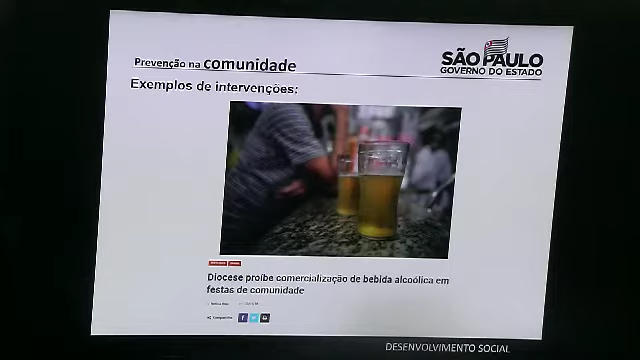 Prevenção na comunidade
SÃO PAULO
GOVERNO DO ESTADO
Exemplos de intervenções:
Diocese proíbe comercialização de bebida alcoólica em
festas de comunidade
DESENVOLVIMENTO SOCIAL